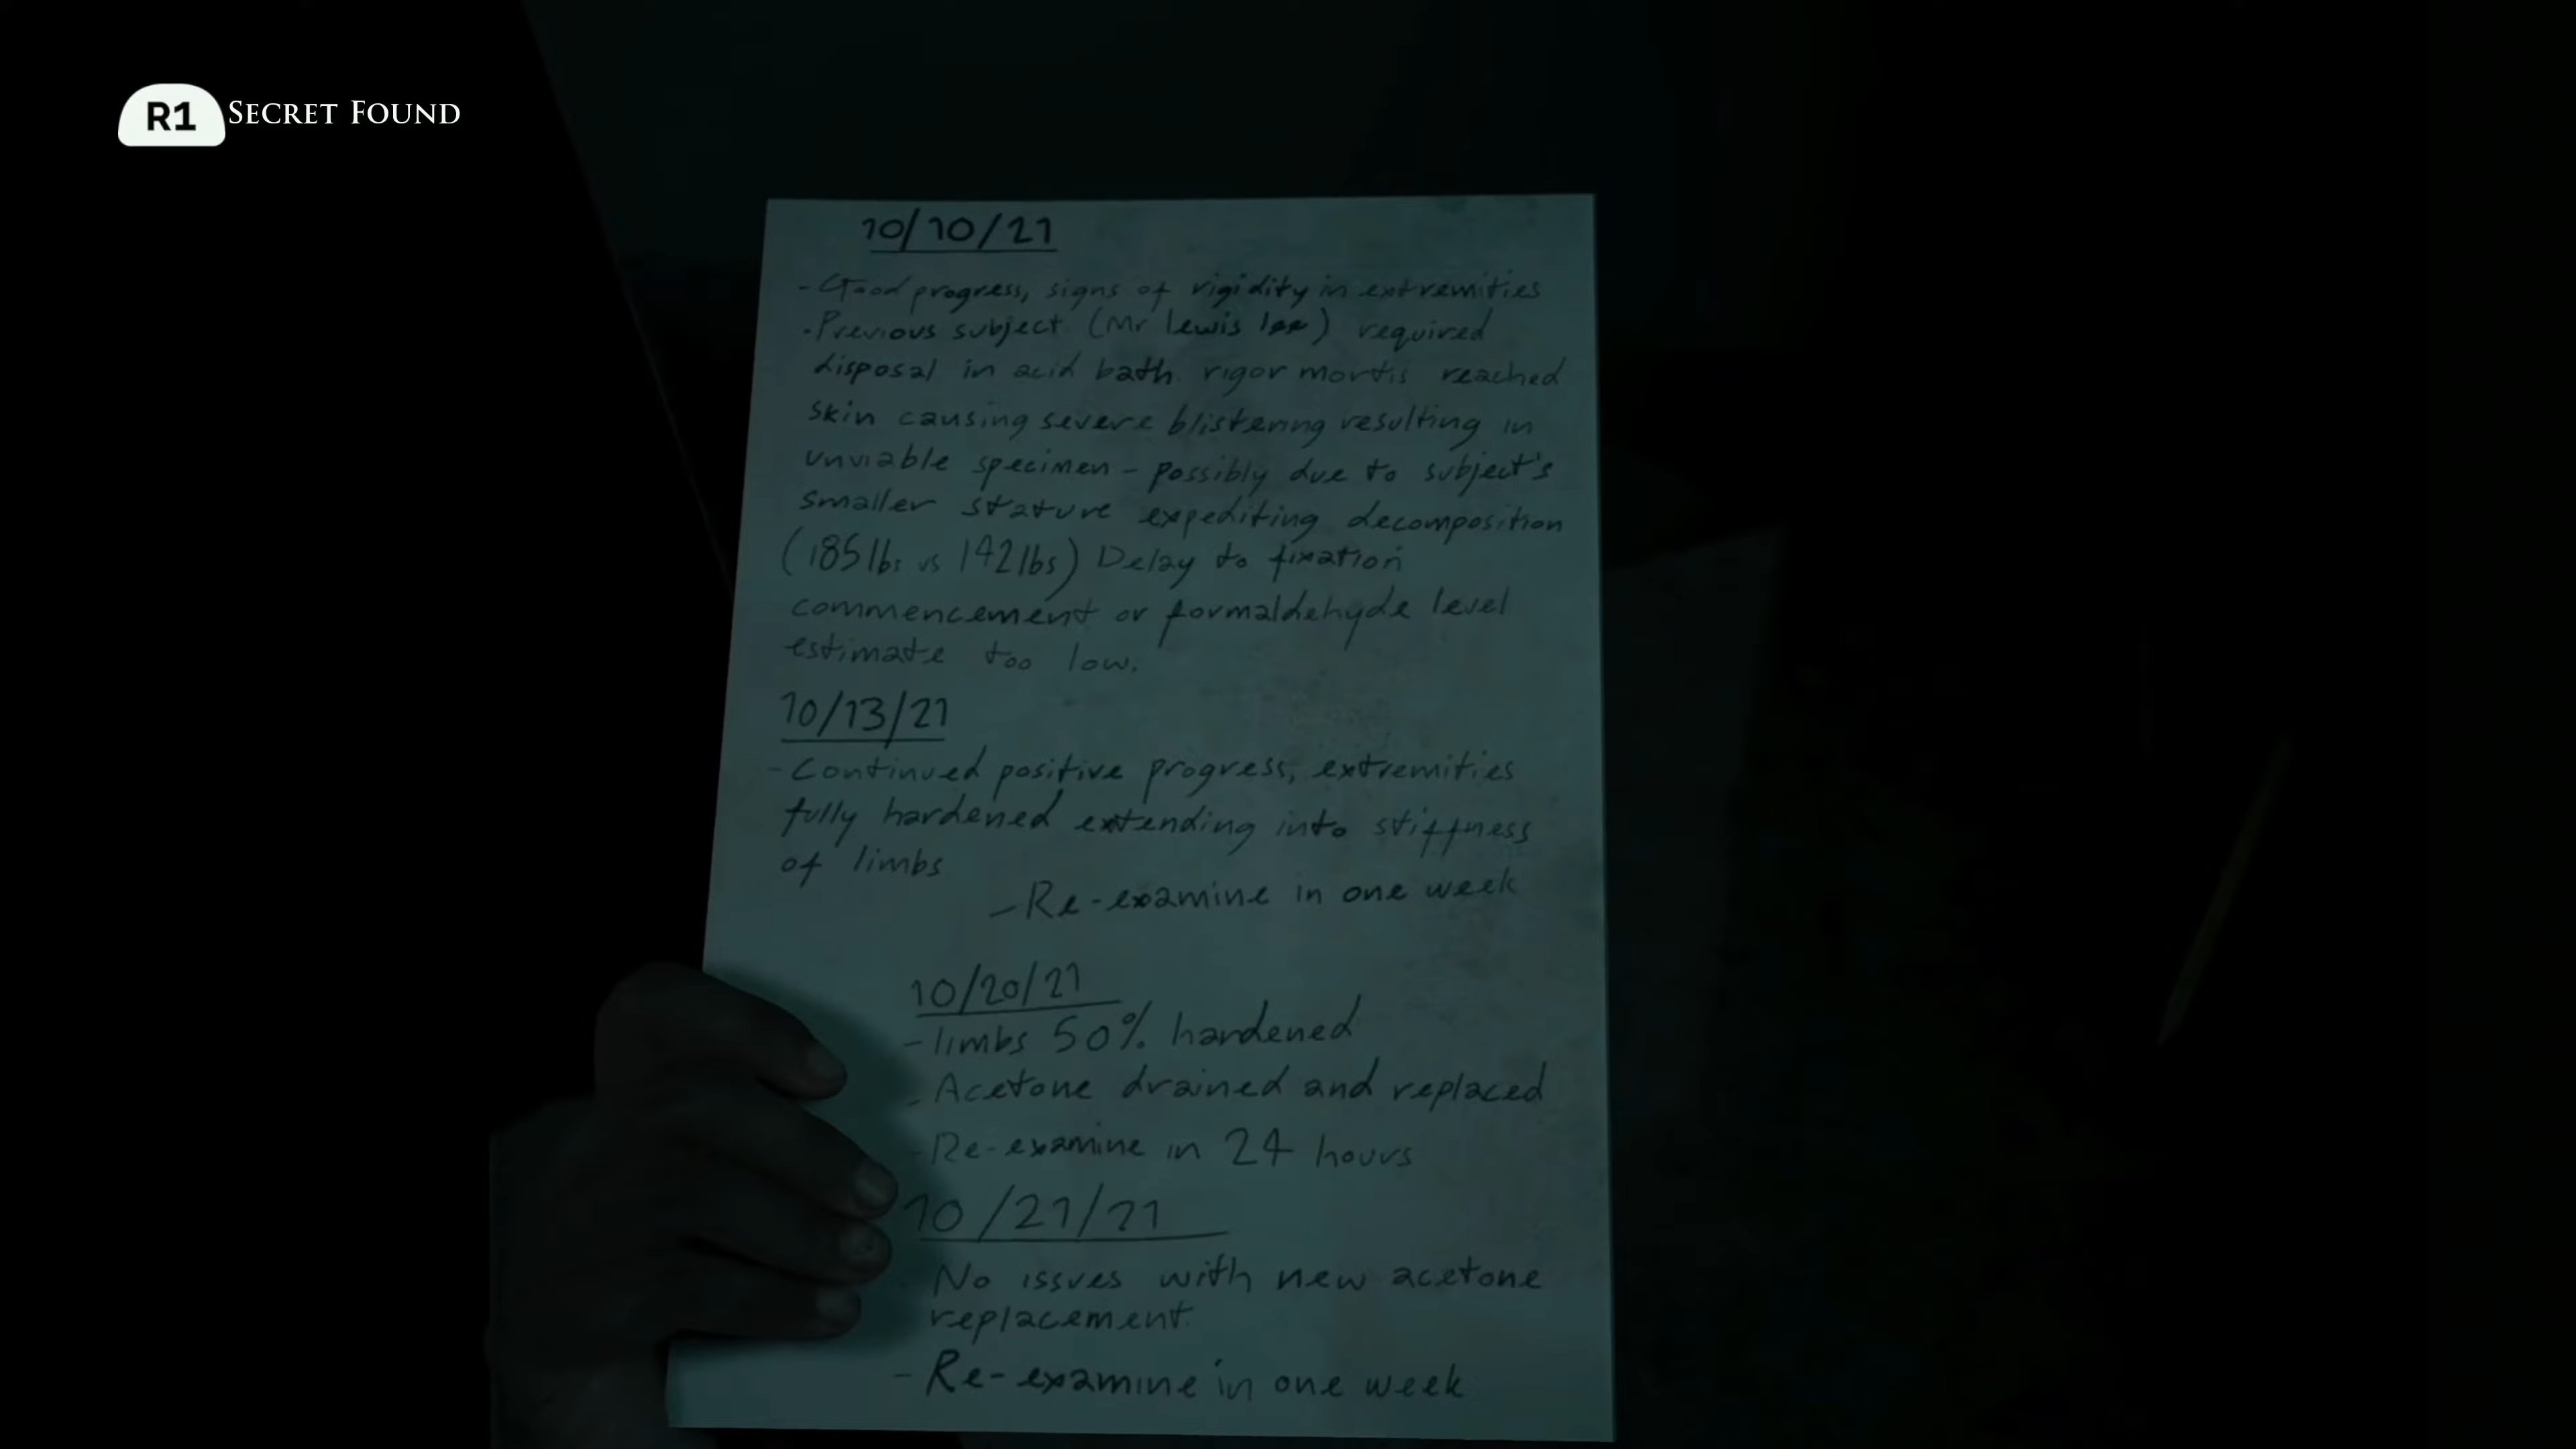 R1 Secret Found
10/10/21
- Good progress, signs of rigidity in extremities
- Previous subject (Mr lewis lee) required
disposal in acid bath. rigor mortis reached
skin causing severe blistering resulting in
unviable specimen - possibly due to subject's
smaller stature expediting decomposition
(185 lbs vs 142 lbs) Delay to fixation
commencement or formaldehyde level
estimate too low.
10/13/21
- Continued positive progress, extremities
fully hardened extending into stiffness
of limbs
- Re-examine in one week
10/20/21
- limbs 50% hardened
- Acetone drained and replaced
- Re-examine in 24 hours
10/21/21
No issues with new acetone
replacement.
- Re-examine in one week